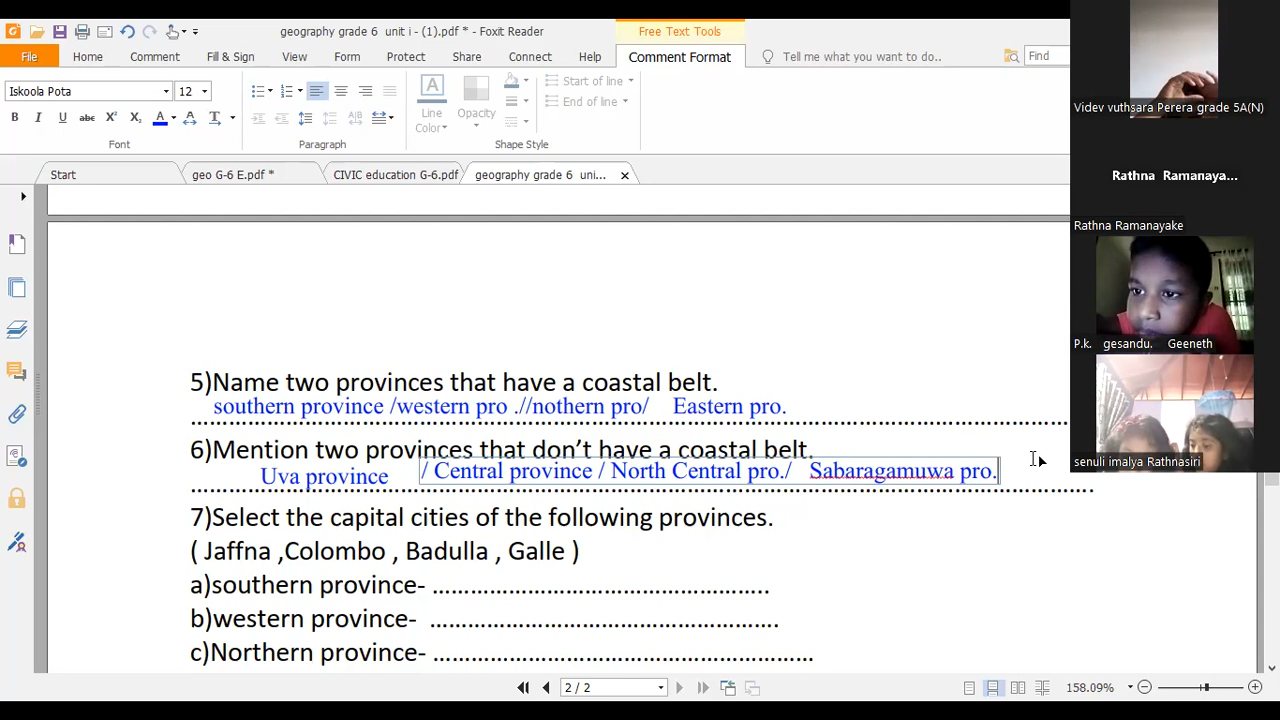 geography grade 6 unit i - (1).pdf * - Foxit Reader
Free Text Tools
File Home Comment Fill & Sign View Form Protect Share Connect Help Comment Format Tell me what you want to do.. Find
Iskoola Pota 12
Line Color Opacity Start of line End of line
B I U abc X² X₂ A A T
Font Paragraph Shape Style
Start geo G-6 E.pdf * CIVIC education G-6.pdf geography grade 6 uni...
5)Name two provinces that have a coastal belt.
southern province /western pro .//nothern pro/ Eastern pro.
6)Mention two provinces that don't have a coastal belt.
Uva province / Central province / North Central pro./ Sabaragamuwa pro.
7)Select the capital cities of the following provinces.
( Jaffna ,Colombo , Badulla , Galle )
a)southern province- ………………………………………..
b)western province- ……………………………………….
c)Northern province- ………………………………………
2 / 2 158.09%
Videv vuthsara Perera grade 5A(N)
Rathna Ramanaya...
Rathna Ramanayake
P.k. gesandu. Geeneth
senuli imalya Rathnasiri